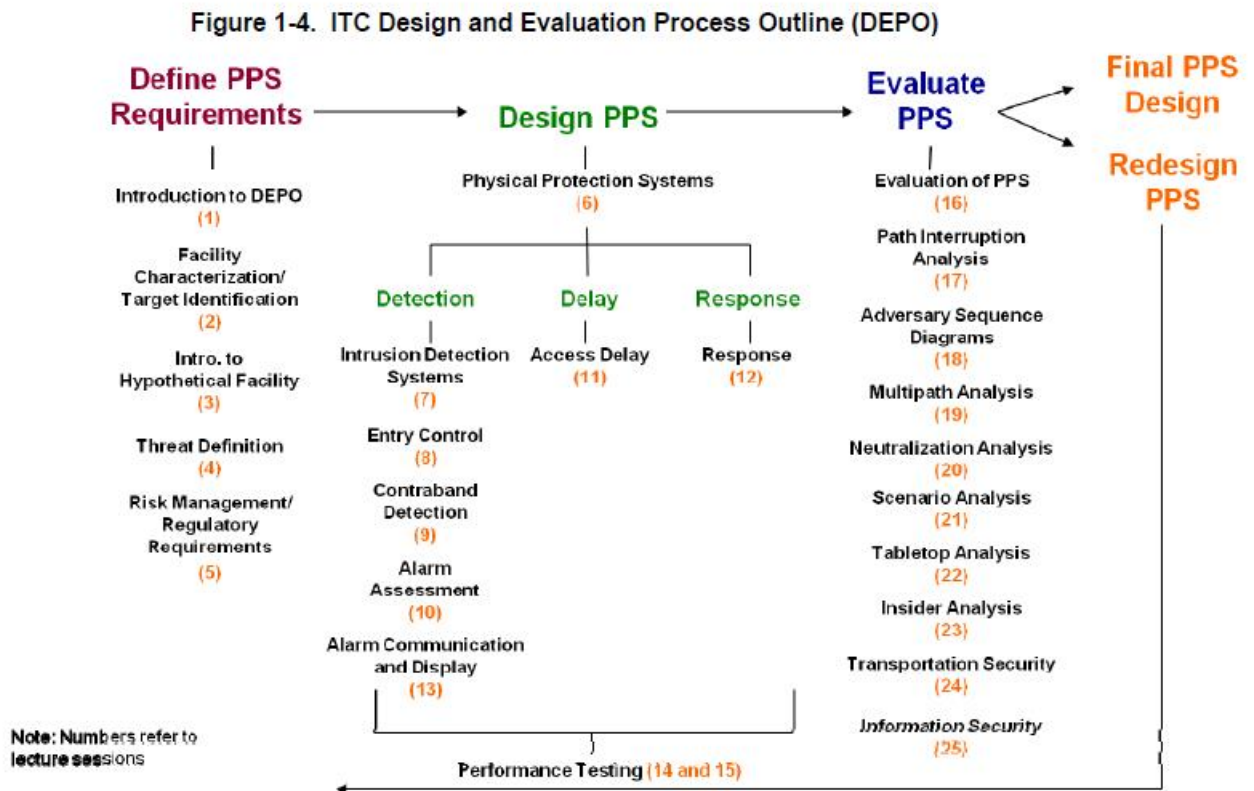 Figure 1-4. ITC Design and Evaluation Process Outline (DEPO)
Define PPS
Requirements
Introduction to DEPO
(1)
Facility
Characterization/
Target Identification
(2)
Intro. to
Hypothetical Facility
(3)
Threat Definition
(4)
Risk Management/
Regulatory
Requirements
(5)
Design PPS
Physical Protection Systems
(6)
Detection
Intrusion Detection
Systems
(7)
Entry Control
(8)
Contraband
Detection
(9)
Alarm
Assessment
(10)
Alarm Communication
and Display
(13)
Delay
Access Delay
(11)
Response
Response
(12)
Performance Testing (14 and 15)
Evaluate
PPS
Evaluation of PPS
(16)
Path Interruption
Analysis
(17)
Adversary Sequence
Diagrams
(18)
Multipath Analysis
(19)
Neutralization Analysis
(20)
Scenario Analysis
(21)
Tabletop Analysis
(22)
Insider Analysis
(23)
Transportation Security
(24)
Information Security
(25)
Final PPS
Design
Redesign
PPS
Note: Numbers refer to
lecture sessions